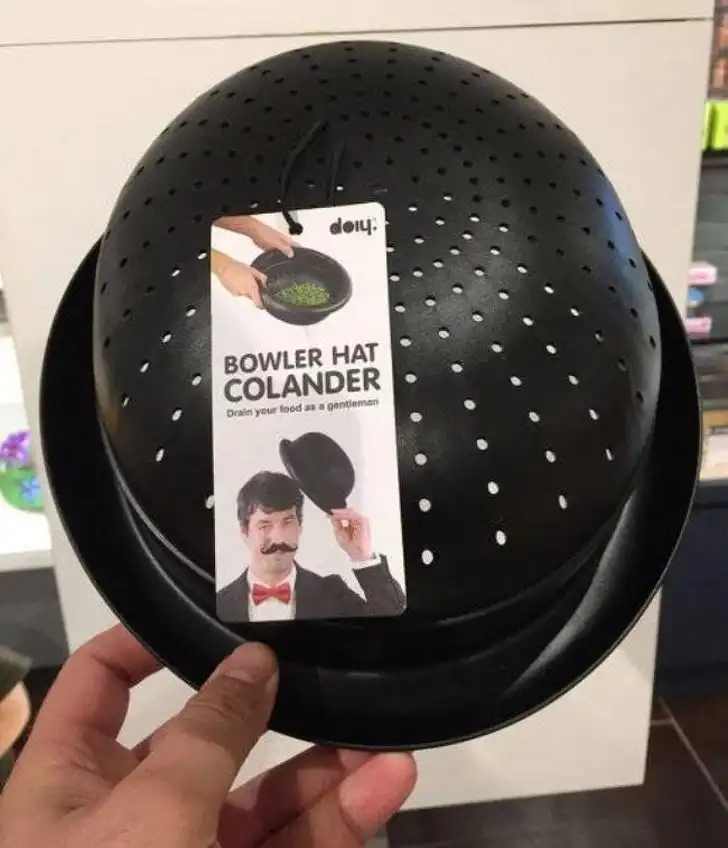 doiy.
BOWLER HAT
COLANDER
Drain your food as a gentleman